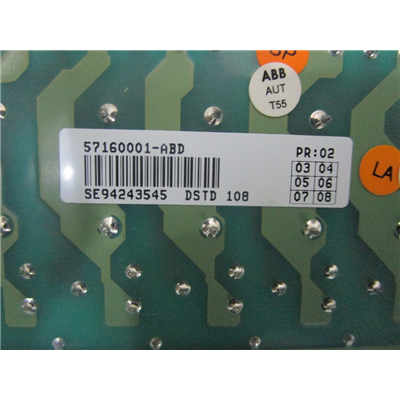 ABB
AUT
T55
57160001-ABD
PR:02
03 04
05 06
07 08
SE94243545 DSTD 108
LA